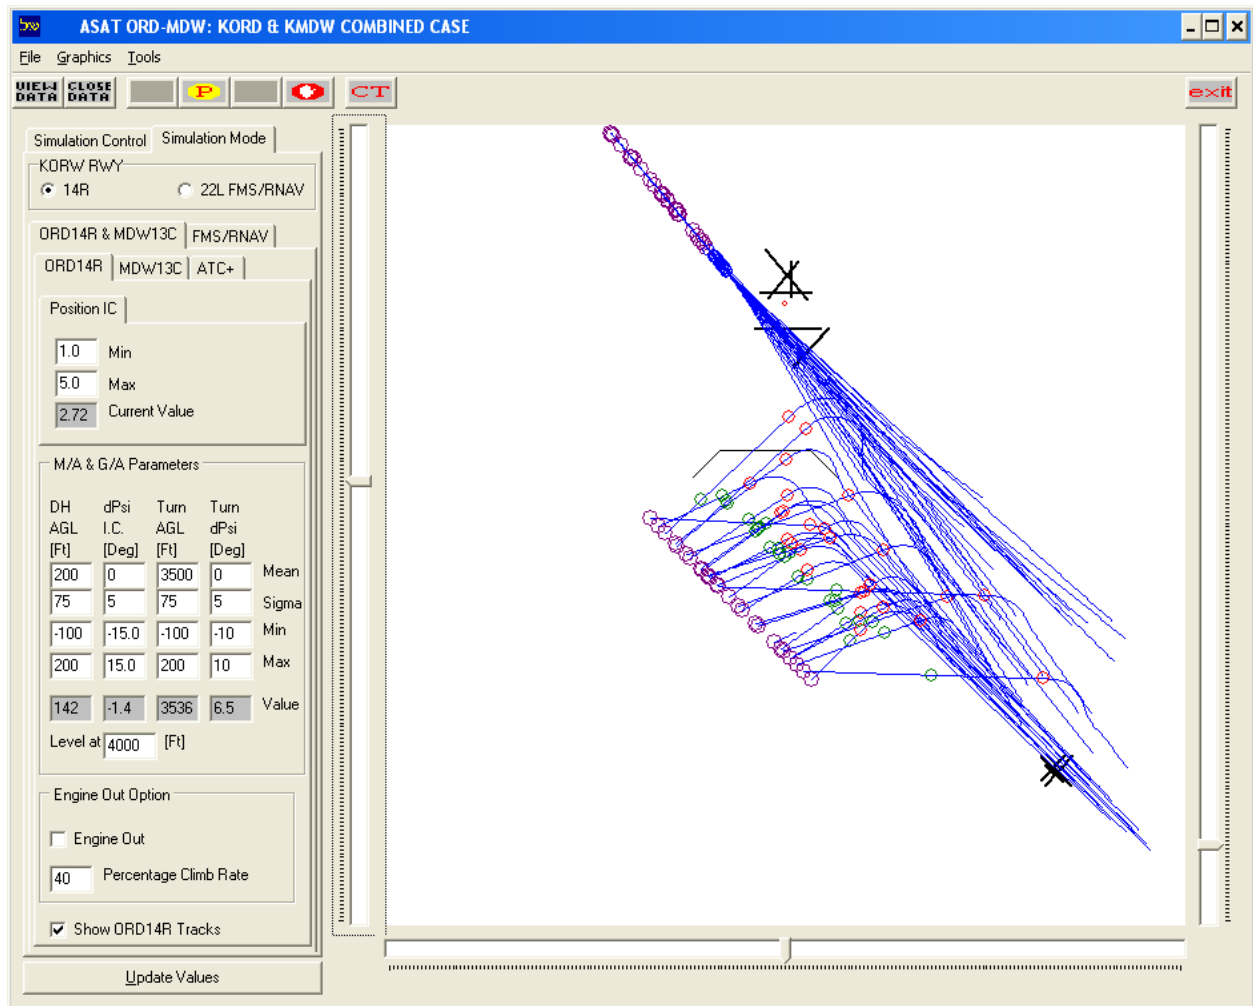 של ASAT ORD-MDW: KORD & KMDW COMBINED CASE
File Graphics Tools
VIEW DATA CLOSE DATA P CT exit
Simulation Control Simulation Mode
KORW RWY
14R 22L FMS/RNAV
ORD14R & MDW13C FMS/RNAV
ORD14R MDW13C ATC+
Position IC
1.0 Min
5.0 Max
2.72 Current Value
M/A & G/A Parameters
DH dPsi Turn Turn
AGL I.C. AGL dPsi
[Ft] [Deg] [Ft] [Deg]
200 0 3500 0 Mean
75 5 75 5 Sigma
-100 -15.0 -100 -10 Min
200 15.0 200 10 Max
142 -1.4 3536 6.5 Value
Level at 4000 [Ft]
Engine Out Option
Engine Out
40 Percentage Climb Rate
Show ORD14R Tracks
Update Values